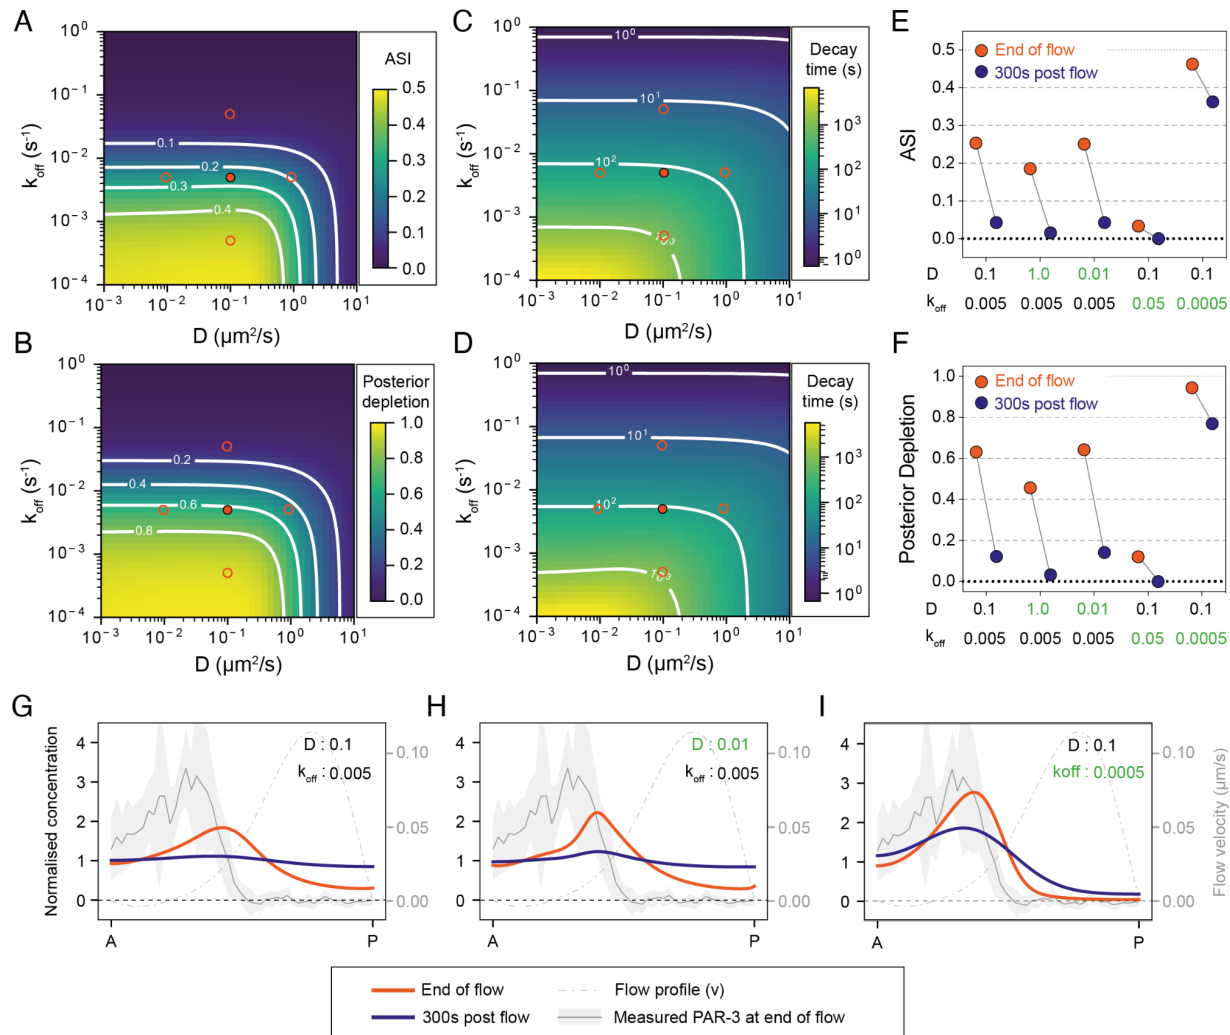 A
ASI
0.5
0.4
0.3
0.2
0.1
0.0
10⁰
10⁻¹
10⁻²
10⁻³
10⁻⁴
k_off (s⁻¹)
0.1
0.2
0.3
0.4
10⁻³ 10⁻² 10⁻¹ 10⁰ 10¹
D (µm²/s)
C
Decay
time (s)
10³
10²
10¹
10⁰
10⁰
10⁻¹
10⁻²
10⁻³
10⁻⁴
k_off (s⁻¹)
10⁰
10¹
10²
10³
10⁻³ 10⁻² 10⁻¹ 10⁰ 10¹
D (µm²/s)
E
End of flow
300s post flow
ASI
0.5
0.4
0.3
0.2
0.1
0.0
D 0.1 1.0 0.01 0.1 0.1
k_off 0.005 0.005 0.005 0.05 0.0005
B
Posterior
depletion
1.0
0.8
0.6
0.4
0.2
0.0
10⁰
10⁻¹
10⁻²
10⁻³
10⁻⁴
k_off (s⁻¹)
0.2
0.4
0.6
0.8
10⁻³ 10⁻² 10⁻¹ 10⁰ 10¹
D (µm²/s)
D
Decay
time (s)
10³
10²
10¹
10⁰
10⁰
10⁻¹
10⁻²
10⁻³
10⁻⁴
k_off (s⁻¹)
10⁰
10¹
10²
10³
10⁻³ 10⁻² 10⁻¹ 10⁰ 10¹
D (µm²/s)
F
End of flow
300s post flow
Posterior Depletion
1.0
0.8
0.6
0.4
0.2
0.0
D 0.1 1.0 0.01 0.1 0.1
k_off 0.005 0.005 0.005 0.05 0.0005
G
Normalised concentration
4
3
2
1
0
D : 0.1
k_off : 0.005
0.10
0.05
0.00
A P
H
4
3
2
1
0
D : 0.01
k_off : 0.005
0.10
0.05
0.00
A P
I
4
3
2
1
0
D : 0.1
koff : 0.0005
0.10
0.05
0.00
Flow velocity (µm/s)
A P
End of flow
Flow profile (v)
300s post flow
Measured PAR-3 at end of flow